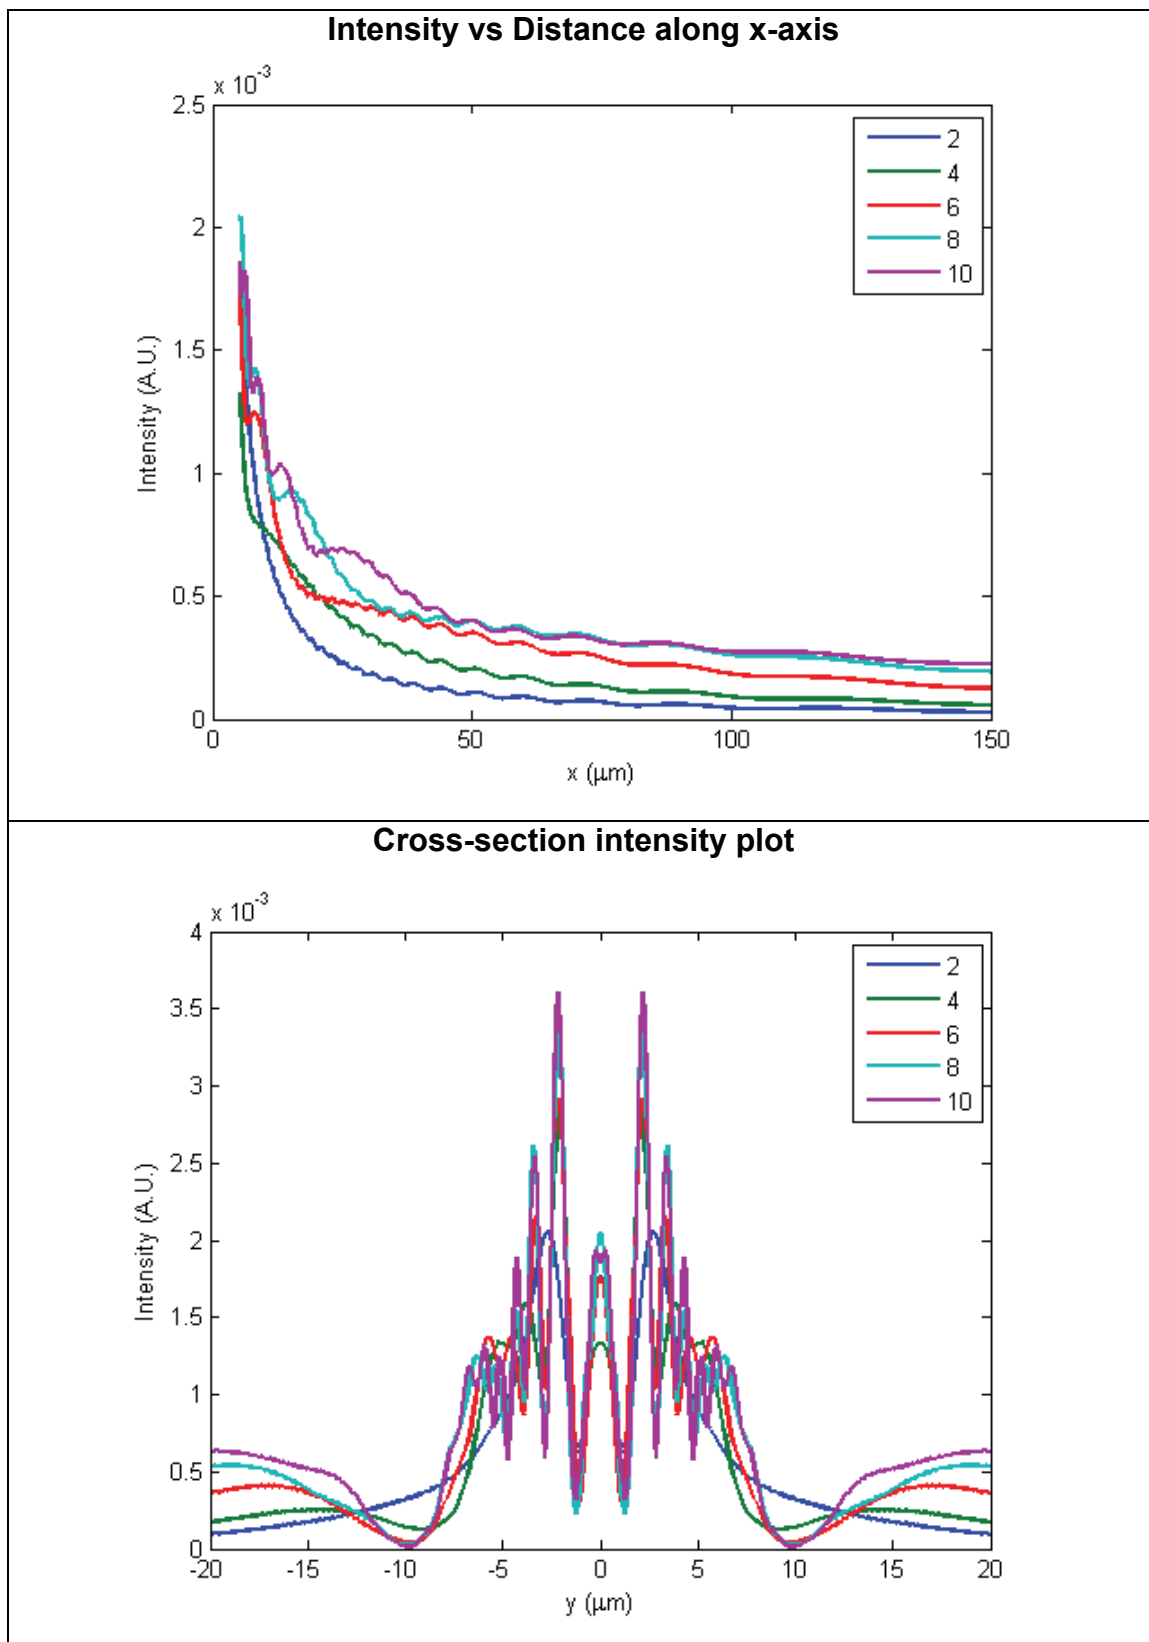 Intensity vs Distance along x-axis
x 10-3
2.5
2
1.5
1
0.5
0
Intensity (A.U.)
0 50 100 150
x (μm)
2
4
6
8
10
Cross-section intensity plot
x 10-3
4
3.5
3
2.5
2
1.5
1
0.5
0
Intensity (A.U.)
-20 -15 -10 -5 0 5 10 15 20
y (μm)
2
4
6
8
10